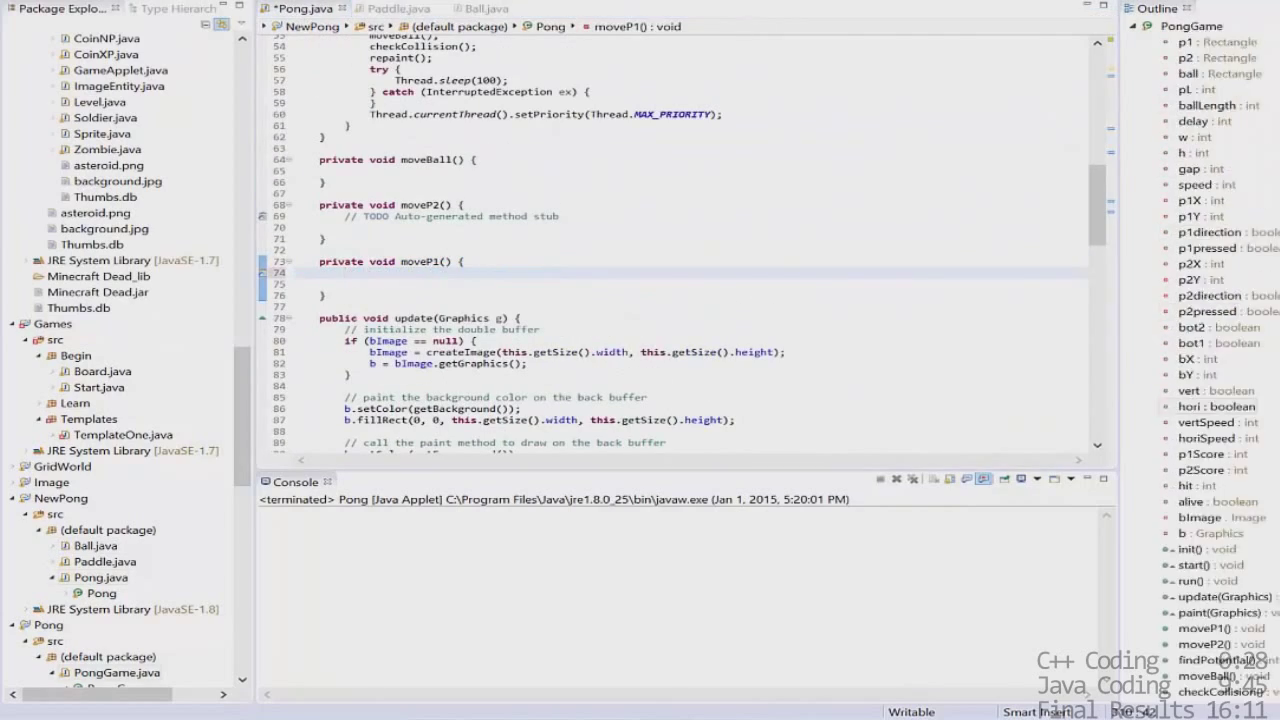 Package Explo...
Type Hierarch
CoinNP.java
CoinXP.java
GameApplet.java
ImageEntity.java
Level.java
Soldier.java
Sprite.java
Zombie.java
asteroid.png
background.jpg
Thumbs.db
asteroid.png
background.jpg
Thumbs.db
JRE System Library [JavaSE-1.7]
Minecraft Dead_lib
Minecraft Dead.jar
Thumbs.db
Games
src
Begin
Board.java
Start.java
Learn
Templates
TemplateOne.java
JRE System Library [JavaSE-1.7]
GridWorld
Image
NewPong
src
(default package)
Ball.java
Paddle.java
Pong.java
Pong
JRE System Library [JavaSE-1.8]
Pong
src
(default package)
PongGame.java
*Pong.java
Paddle.java
Ball.java
NewPong
src
(default package)
Pong
moveP1() : void
53 moveBall();
54 checkCollision();
55 repaint();
56 try {
57 Thread.sleep(100);
58 } catch (InterruptedException ex) {
59 }
60 Thread.currentThread().setPriority(Thread.MAX_PRIORITY);
61 }
62 }
63
64 private void moveBall() {
65
66 }
67
68 private void moveP2() {
69 // TODO Auto-generated method stub
70
71 }
72
73 private void moveP1() {
74
75
76 }
77
78 public void update(Graphics g) {
79 // initialize the double buffer
80 if (bImage == null) {
81 bImage = createImage(this.getSize().width, this.getSize().height);
82 b = bImage.getGraphics();
83 }
84
85 // paint the background color on the back buffer
86 b.setColor(getBackground());
87 b.fillRect(0, 0, this.getSize().width, this.getSize().height);
88
89 // call the paint method to draw on the back buffer
Console
<terminated> Pong [Java Applet] C:\Program Files\Java\jre1.8.0_25\bin\javaw.exe (Jan 1, 2015, 5:20:01 PM)
Outline
PongGame
p1 : Rectangle
p2 : Rectangle
ball : Rectangle
pL : int
ballLength : int
delay : int
w : int
h : int
gap : int
speed : int
p1X : int
p1Y : int
p1direction : boole
p1pressed : boolea
p2X : int
p2Y : int
p2direction : boole
p2pressed : boolea
bot2 : boolean
bot1 : boolean
bX : int
bY : int
vert : boolean
hori : boolean
vertSpeed : int
horiSpeed : int
p1Score : int
p2Score : int
hit : int
alive : boolean
bImage : Image
b : Graphics
init() : void
start() : void
run() : void
update(Graphics) :
paint(Graphics) : v
moveP1() : void
moveP2() : void
findPotential() : void
moveBall() : void
checkCollision() : v
C++ Coding 0:28
Java Coding 9:45
Final Results 16:11
Writable
Smart Insert